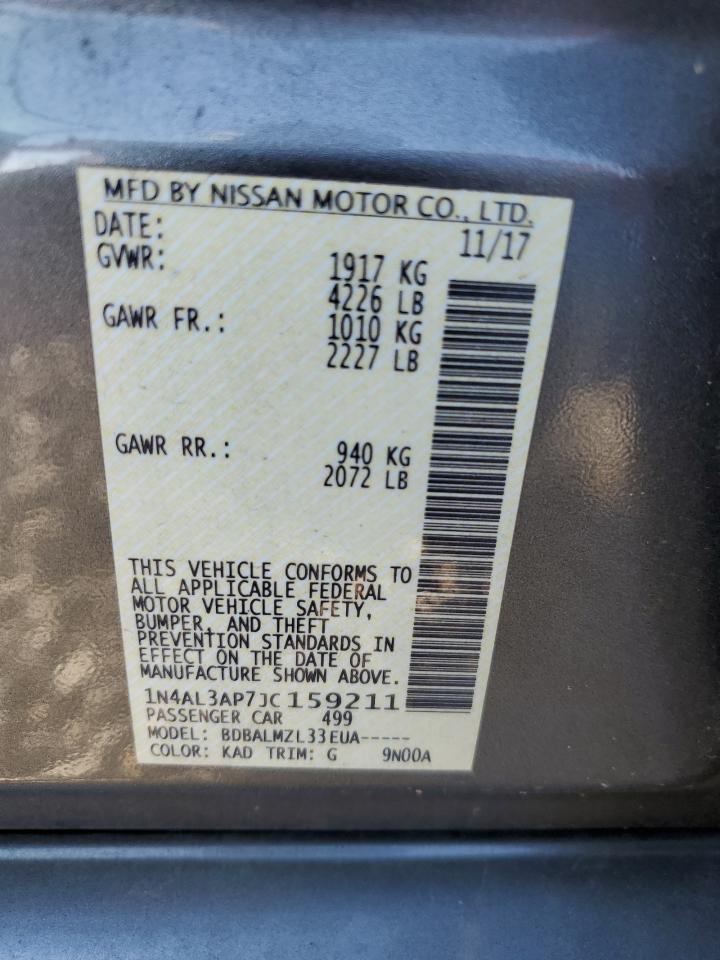 MFD BY NISSAN MOTOR CO., LTD.
DATE: 11/17
GVWR: 1917 KG
4226 LB
GAWR FR.: 1010 KG
2227 LB
GAWR RR.: 940 KG
2072 LB
THIS VEHICLE CONFORMS TO
ALL APPLICABLE FEDERAL
MOTOR VEHICLE SAFETY,
BUMPER, AND THEFT
PREVENTION STANDARDS IN
EFFECT ON THE DATE OF
MANUFACTURE SHOWN ABOVE.
1N4AL3AP7JC159211
PASSENGER CAR 499
MODEL: BDBALMZL33EUA-----
COLOR: KAD TRIM: G 9N00A